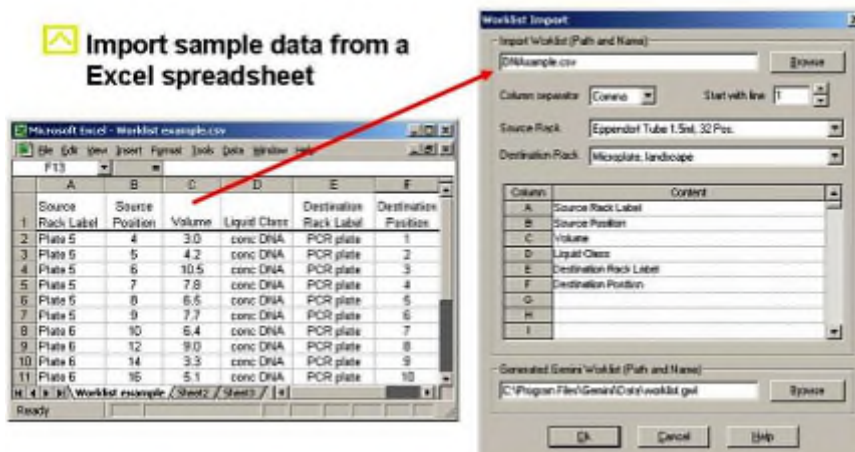 Import sample data from a
Excel spreadsheet
Microsoft Excel - Worklist example.csv
File Edit View Insert Format Tools Data Window Help
F13 =
A B C D E F
Source Source Destination Destination
1 Rack Label Position Volume Liquid Class Rack Label Position
2 Plate 5 4 3.0 conc DNA PCR plate 1
3 Plate 5 5 4.2 conc DNA PCR plate 2
4 Plate 5 6 10.5 conc DNA PCR plate 3
5 Plate 5 7 7.8 conc DNA PCR plate 4
6 Plate 5 8 6.5 conc DNA PCR plate 5
7 Plate 5 9 7.7 conc DNA PCR plate 6
8 Plate 6 10 6.4 conc DNA PCR plate 7
9 Plate 6 12 9.0 conc DNA PCR plate 8
10 Plate 6 14 3.3 conc DNA PCR plate 9
11 Plate 6 16 5.1 conc DNA PCR plate 10
Worklist example Sheet2 Sheet3
Ready
Worklist Import
Import Worklist (Path and Name)
Browse
Column separator Comma Start with line 1
Source Rack Eppendorf Tube 1.5ml, 32 Pos.
Destination Rack Microplate, landscape
Column Content
A Source Rack Label
B Source Position
C Volume
D Liquid Class
E Destination Rack Label
F Destination Position
G
H
I
Generated Gemini Worklist (Path and Name)
C:\Program Files\Gemini\Data\worklist.gwl Browse
Ok Cancel Help